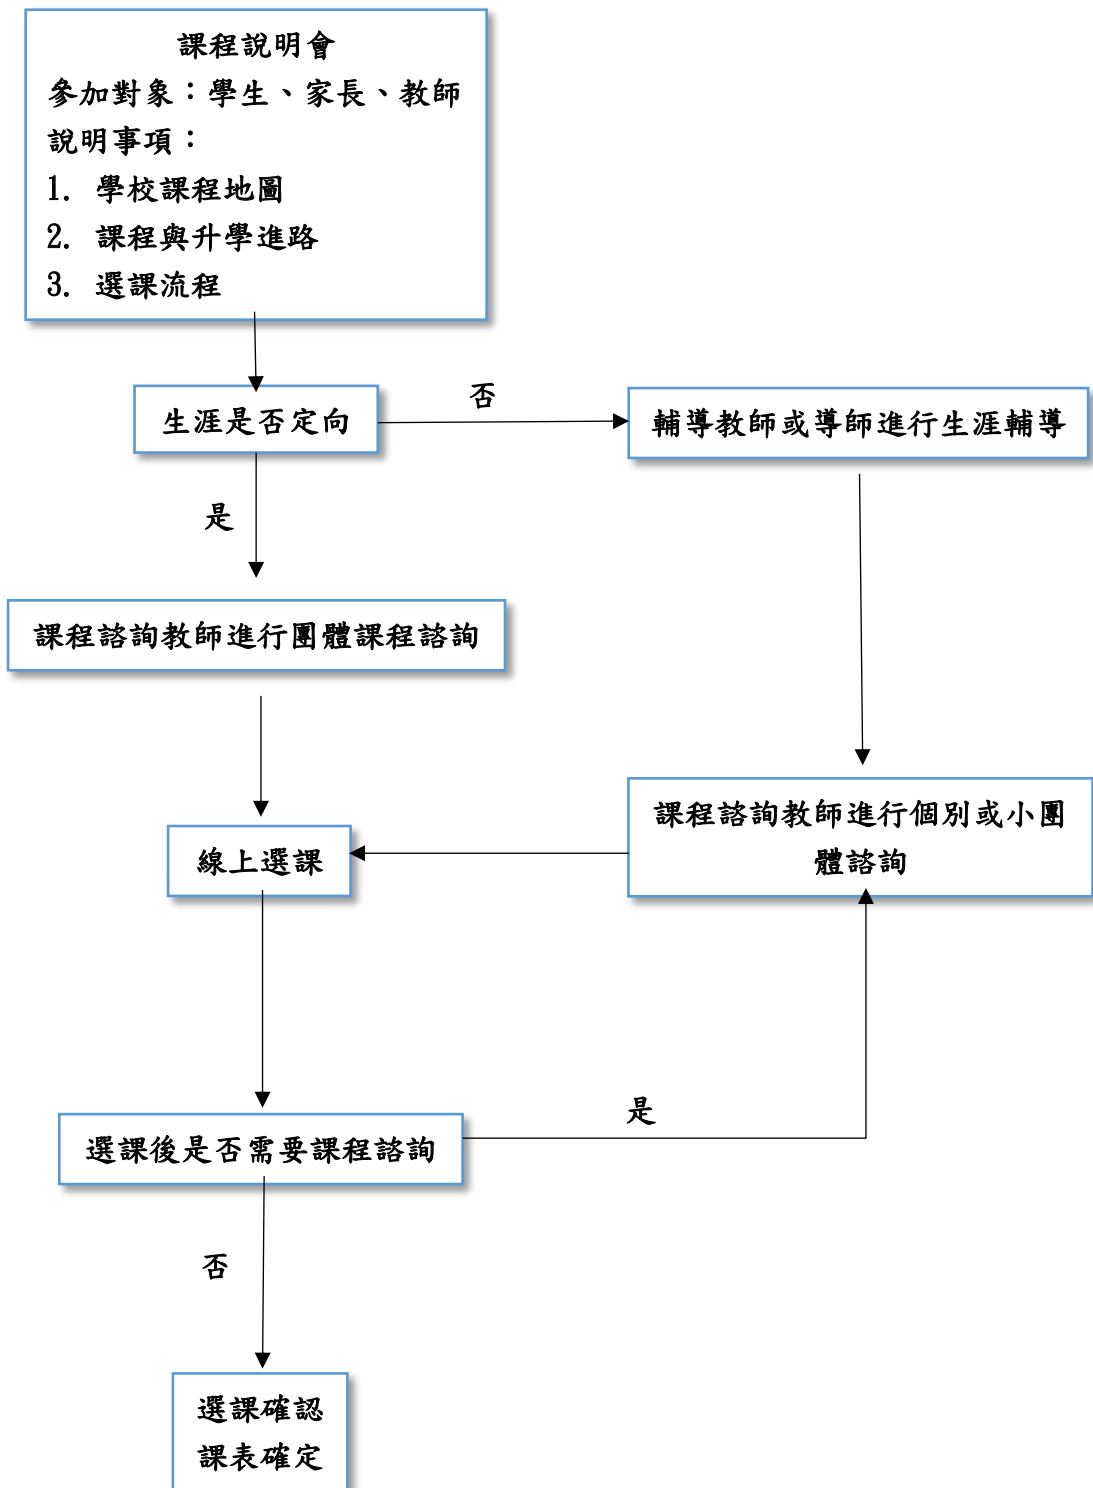 課程說明會
參加對象：學生、家長、教師
說明事項：
1. 學校課程地圖
2. 課程與升學進路
3. 選課流程
生涯是否定向
否
輔導教師或導師進行生涯輔導
是
課程諮詢教師進行團體課程諮詢
課程諮詢教師進行個別或小團
體諮詢
線上選課
選課後是否需要課程諮詢
是
否
選課確認
課表確定